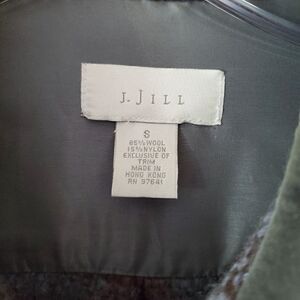 J. JILL
S
85% WOOL
15% NYLON
EXCLUSIVE OF
TRIM
MADE IN
HONG KONG
RN 97641